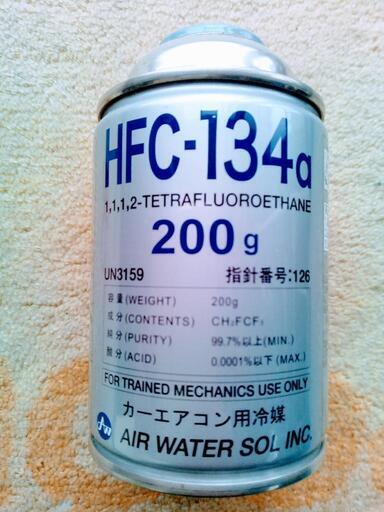 HFC-134a
1,1,1,2-TETRAFLUOROETHANE
200g
UN3159 指針番号:126
容量(WEIGHT) 200g
成分(CONTENTS) CH₂FCF₃
純分(PURITY) 99.7%以上(MIN.)
酸分(ACID) 0.0001%以下(MAX.)
FOR TRAINED MECHANICS USE ONLY
カーエアコン用冷媒
AW AIR WATER SOL INC.